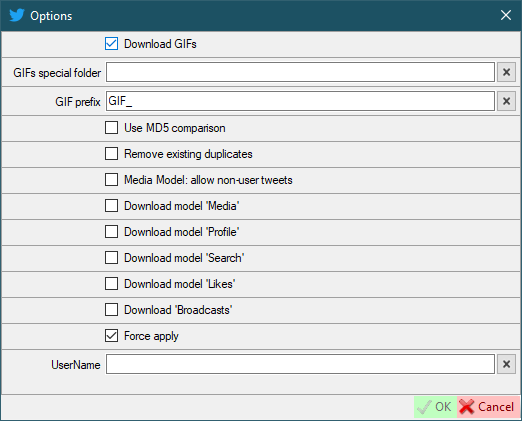 Options
Download GIFs
GIFs special folder
GIF prefix GIF_
Use MD5 comparison
Remove existing duplicates
Media Model: allow non-user tweets
Download model 'Media'
Download model 'Profile'
Download model 'Search'
Download model 'Likes'
Download 'Broadcasts'
Force apply
UserName
OK Cancel